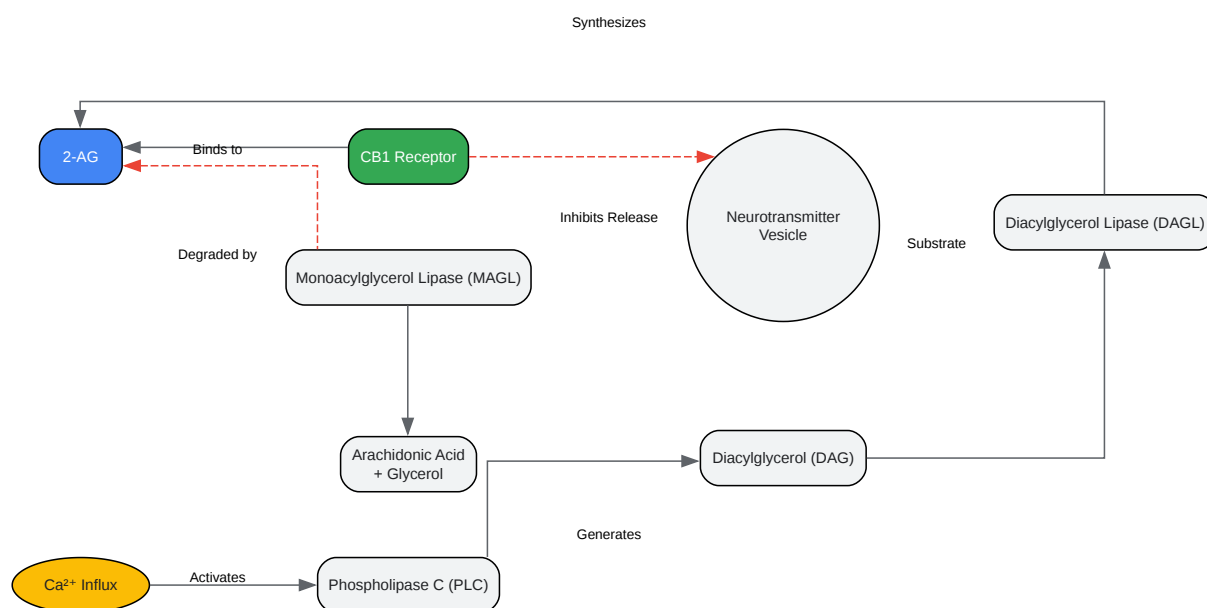 Synthesizes
2-AG
Binds to
CB1 Receptor
Inhibits Release
Neurotransmitter
Vesicle
Substrate
Diacylglycerol Lipase (DAGL)
Degraded by
Monoacylglycerol Lipase (MAGL)
Arachidonic Acid
+ Glycerol
Diacylglycerol (DAG)
Generates
Ca²⁺ Influx
Activates
Phospholipase C (PLC)